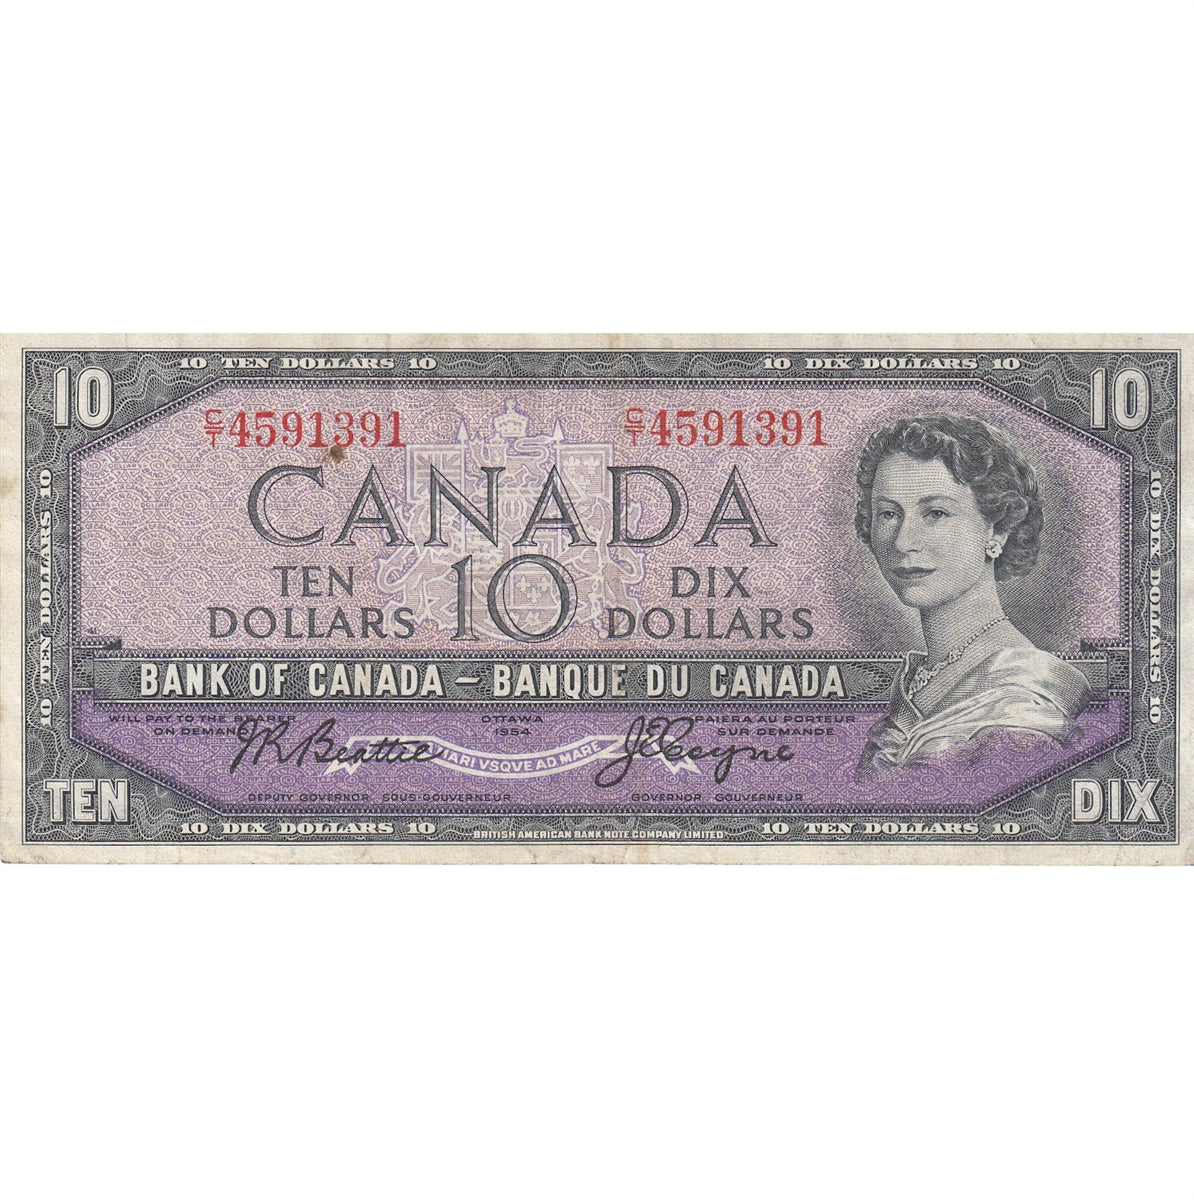 10 TEN DOLLARS 10
10 DIX DOLLARS 10
10
10
C/T 4591391
C/T 4591391
CANADA
TEN DOLLARS
10
DIX DOLLARS
10 TEN DOLLARS 10
10 DIX DOLLARS 10
BANK OF CANADA – BANQUE DU CANADA
WILL PAY TO THE BEARER
ON DEMAND
OTTAWA
1954
PAIERA AU PORTEUR
SUR DEMANDE
J.R. Beattie
MARI VSQVE AD MARE
J.E. Coyne
DEPUTY GOVERNOR SOUS-GOUVERNEUR
GOVERNOR GOUVERNEUR
TEN
DIX
10 DIX DOLLARS 10
BRITISH AMERICAN BANK NOTE COMPANY LIMITED
10 TEN DOLLARS 10